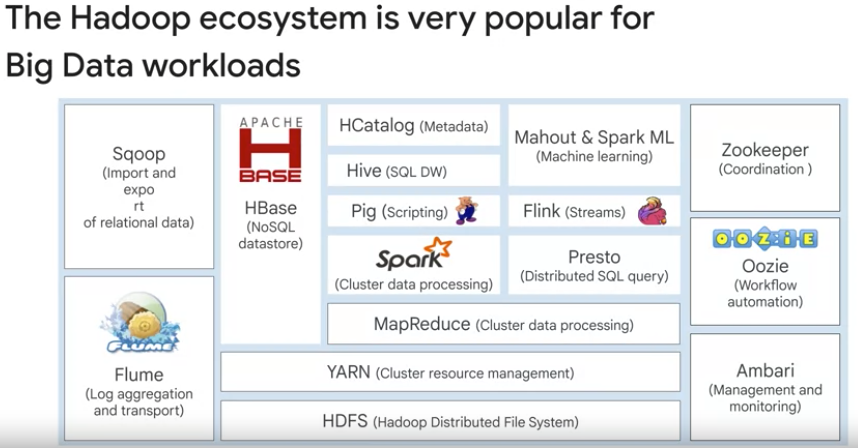 The Hadoop ecosystem is very popular for
Big Data workloads
Sqoop
(Import and
expo
rt
of relational data)
FLUME
Flume
(Log aggregation
and transport)
APACHE
H
BASE
HBase
(NoSQL
datastore)
HCatalog (Metadata)
Hive (SQL DW)
Pig (Scripting)
Spark
(Cluster data processing)
Mahout & Spark ML
(Machine learning)
Flink (Streams)
Presto
(Distributed SQL query)
MapReduce (Cluster data processing)
YARN (Cluster resource management)
HDFS (Hadoop Distributed File System)
Zookeeper
(Coordination )
OOZIE
Oozie
(Workflow
automation)
Ambari
(Management and
monitoring)